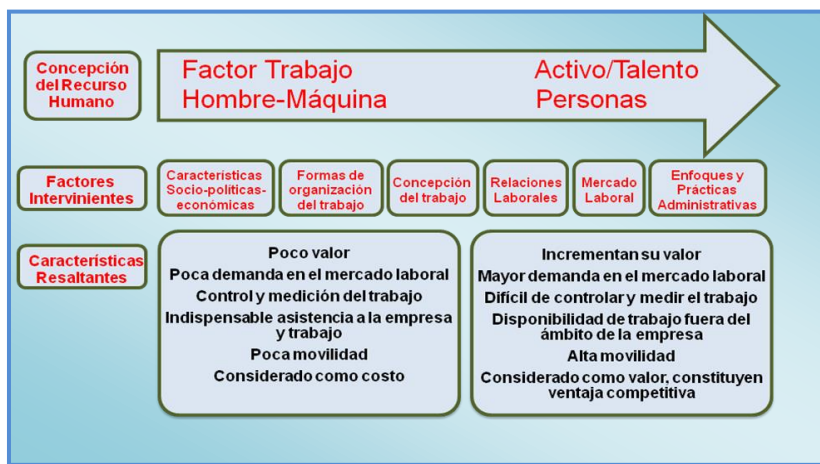 Concepción
del Recurso
Humano
Factor Trabajo
Hombre-Máquina
Activo/Talento
Personas
Factores
Intervinientes
Características
Socio-políticas-
económicas
Formas de
organización
del trabajo
Concepción
del trabajo
Relaciones
Laborales
Mercado
Laboral
Enfoques y
Prácticas
Administrativas
Características
Resaltantes
Poco valor
Poca demanda en el mercado laboral
Control y medición del trabajo
Indispensable asistencia a la empresa
y trabajo
Poca movilidad
Considerado como costo
Incrementan su valor
Mayor demanda en el mercado laboral
Difícil de controlar y medir el trabajo
Disponibilidad de trabajo fuera del
ámbito de la empresa
Alta movilidad
Considerado como valor, constituyen
ventaja competitiva